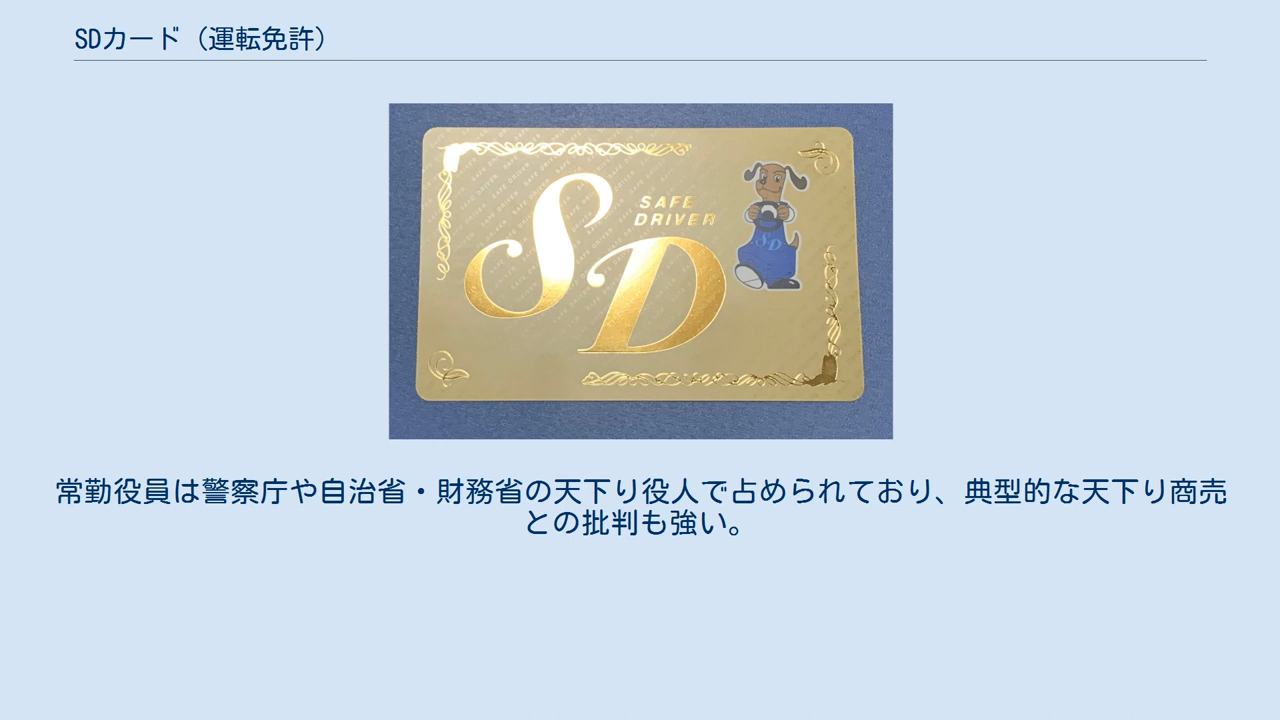 SDカード（運転免許）
SAFE
DRIVER
SD
SD
常勤役員は警察庁や自治省・財務省の天下り役人で占められており、典型的な天下り商売
との批判も強い。